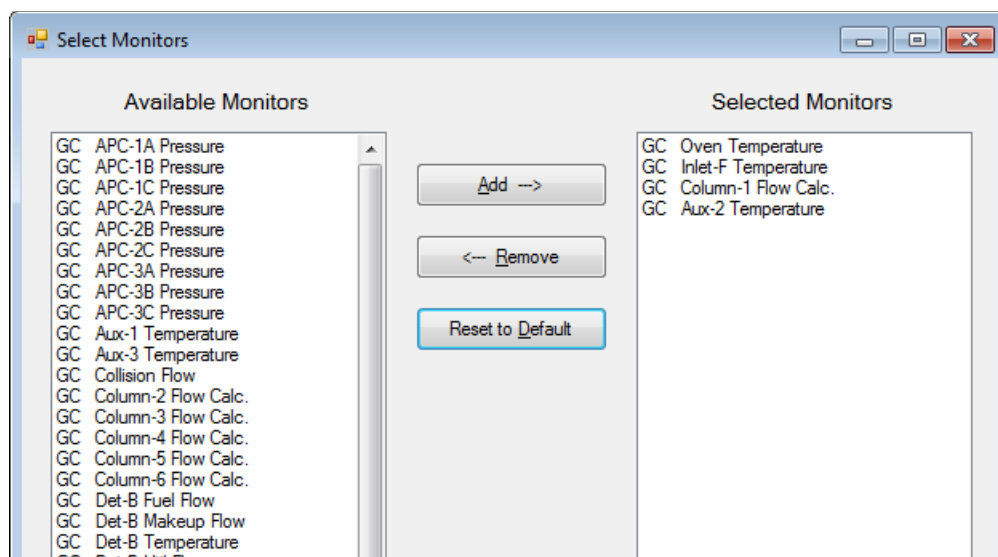 Select Monitors
Available Monitors
GC APC-1A Pressure
GC APC-1B Pressure
GC APC-1C Pressure
GC APC-2A Pressure
GC APC-2B Pressure
GC APC-2C Pressure
GC APC-3A Pressure
GC APC-3B Pressure
GC APC-3C Pressure
GC Aux-1 Temperature
GC Aux-3 Temperature
GC Collision Flow
GC Column-2 Flow Calc.
GC Column-3 Flow Calc.
GC Column-4 Flow Calc.
GC Column-5 Flow Calc.
GC Column-6 Flow Calc.
GC Det-B Fuel Flow
GC Det-B Makeup Flow
GC Det-B Temperature
Add --->
<--- Remove
Reset to Default
Selected Monitors
GC Oven Temperature
GC Inlet-F Temperature
GC Column-1 Flow Calc.
GC Aux-2 Temperature